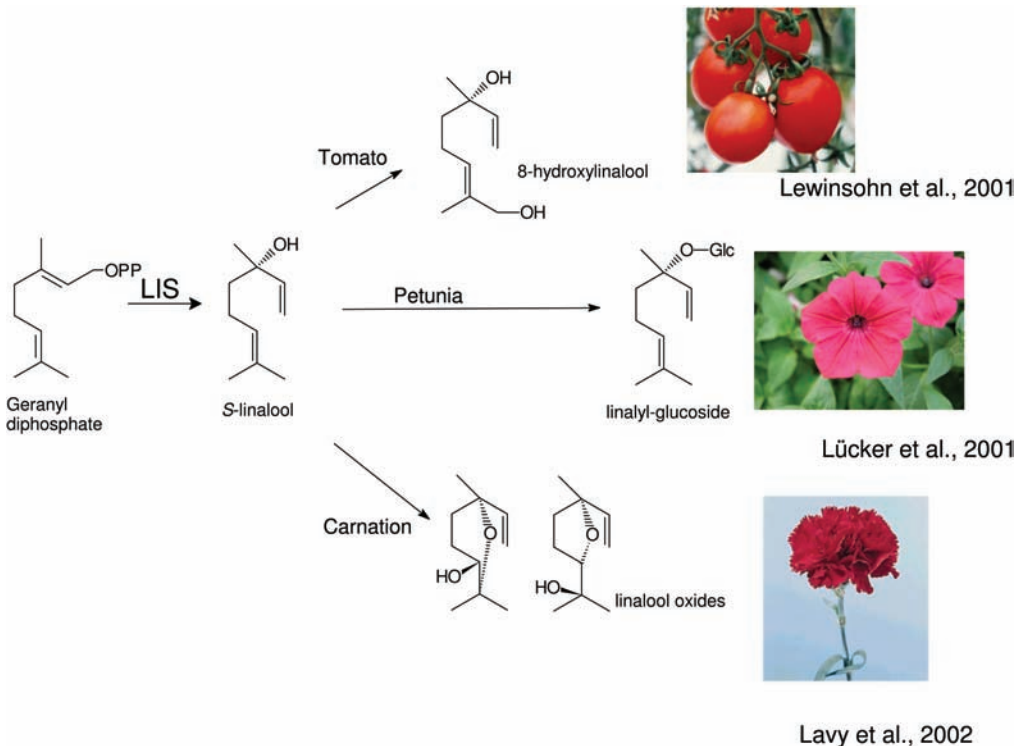 OH
Tomato
8-hydroxylinalool
OH
Lewinsohn et al., 2001
OPP
LIS
OH
Petunia
O–Glc
Geranyl
diphosphate
S-linalool
linalyl-glucoside
Lücker et al., 2001
Carnation
O
HO
O
HO
linalool oxides
Lavy et al., 2002